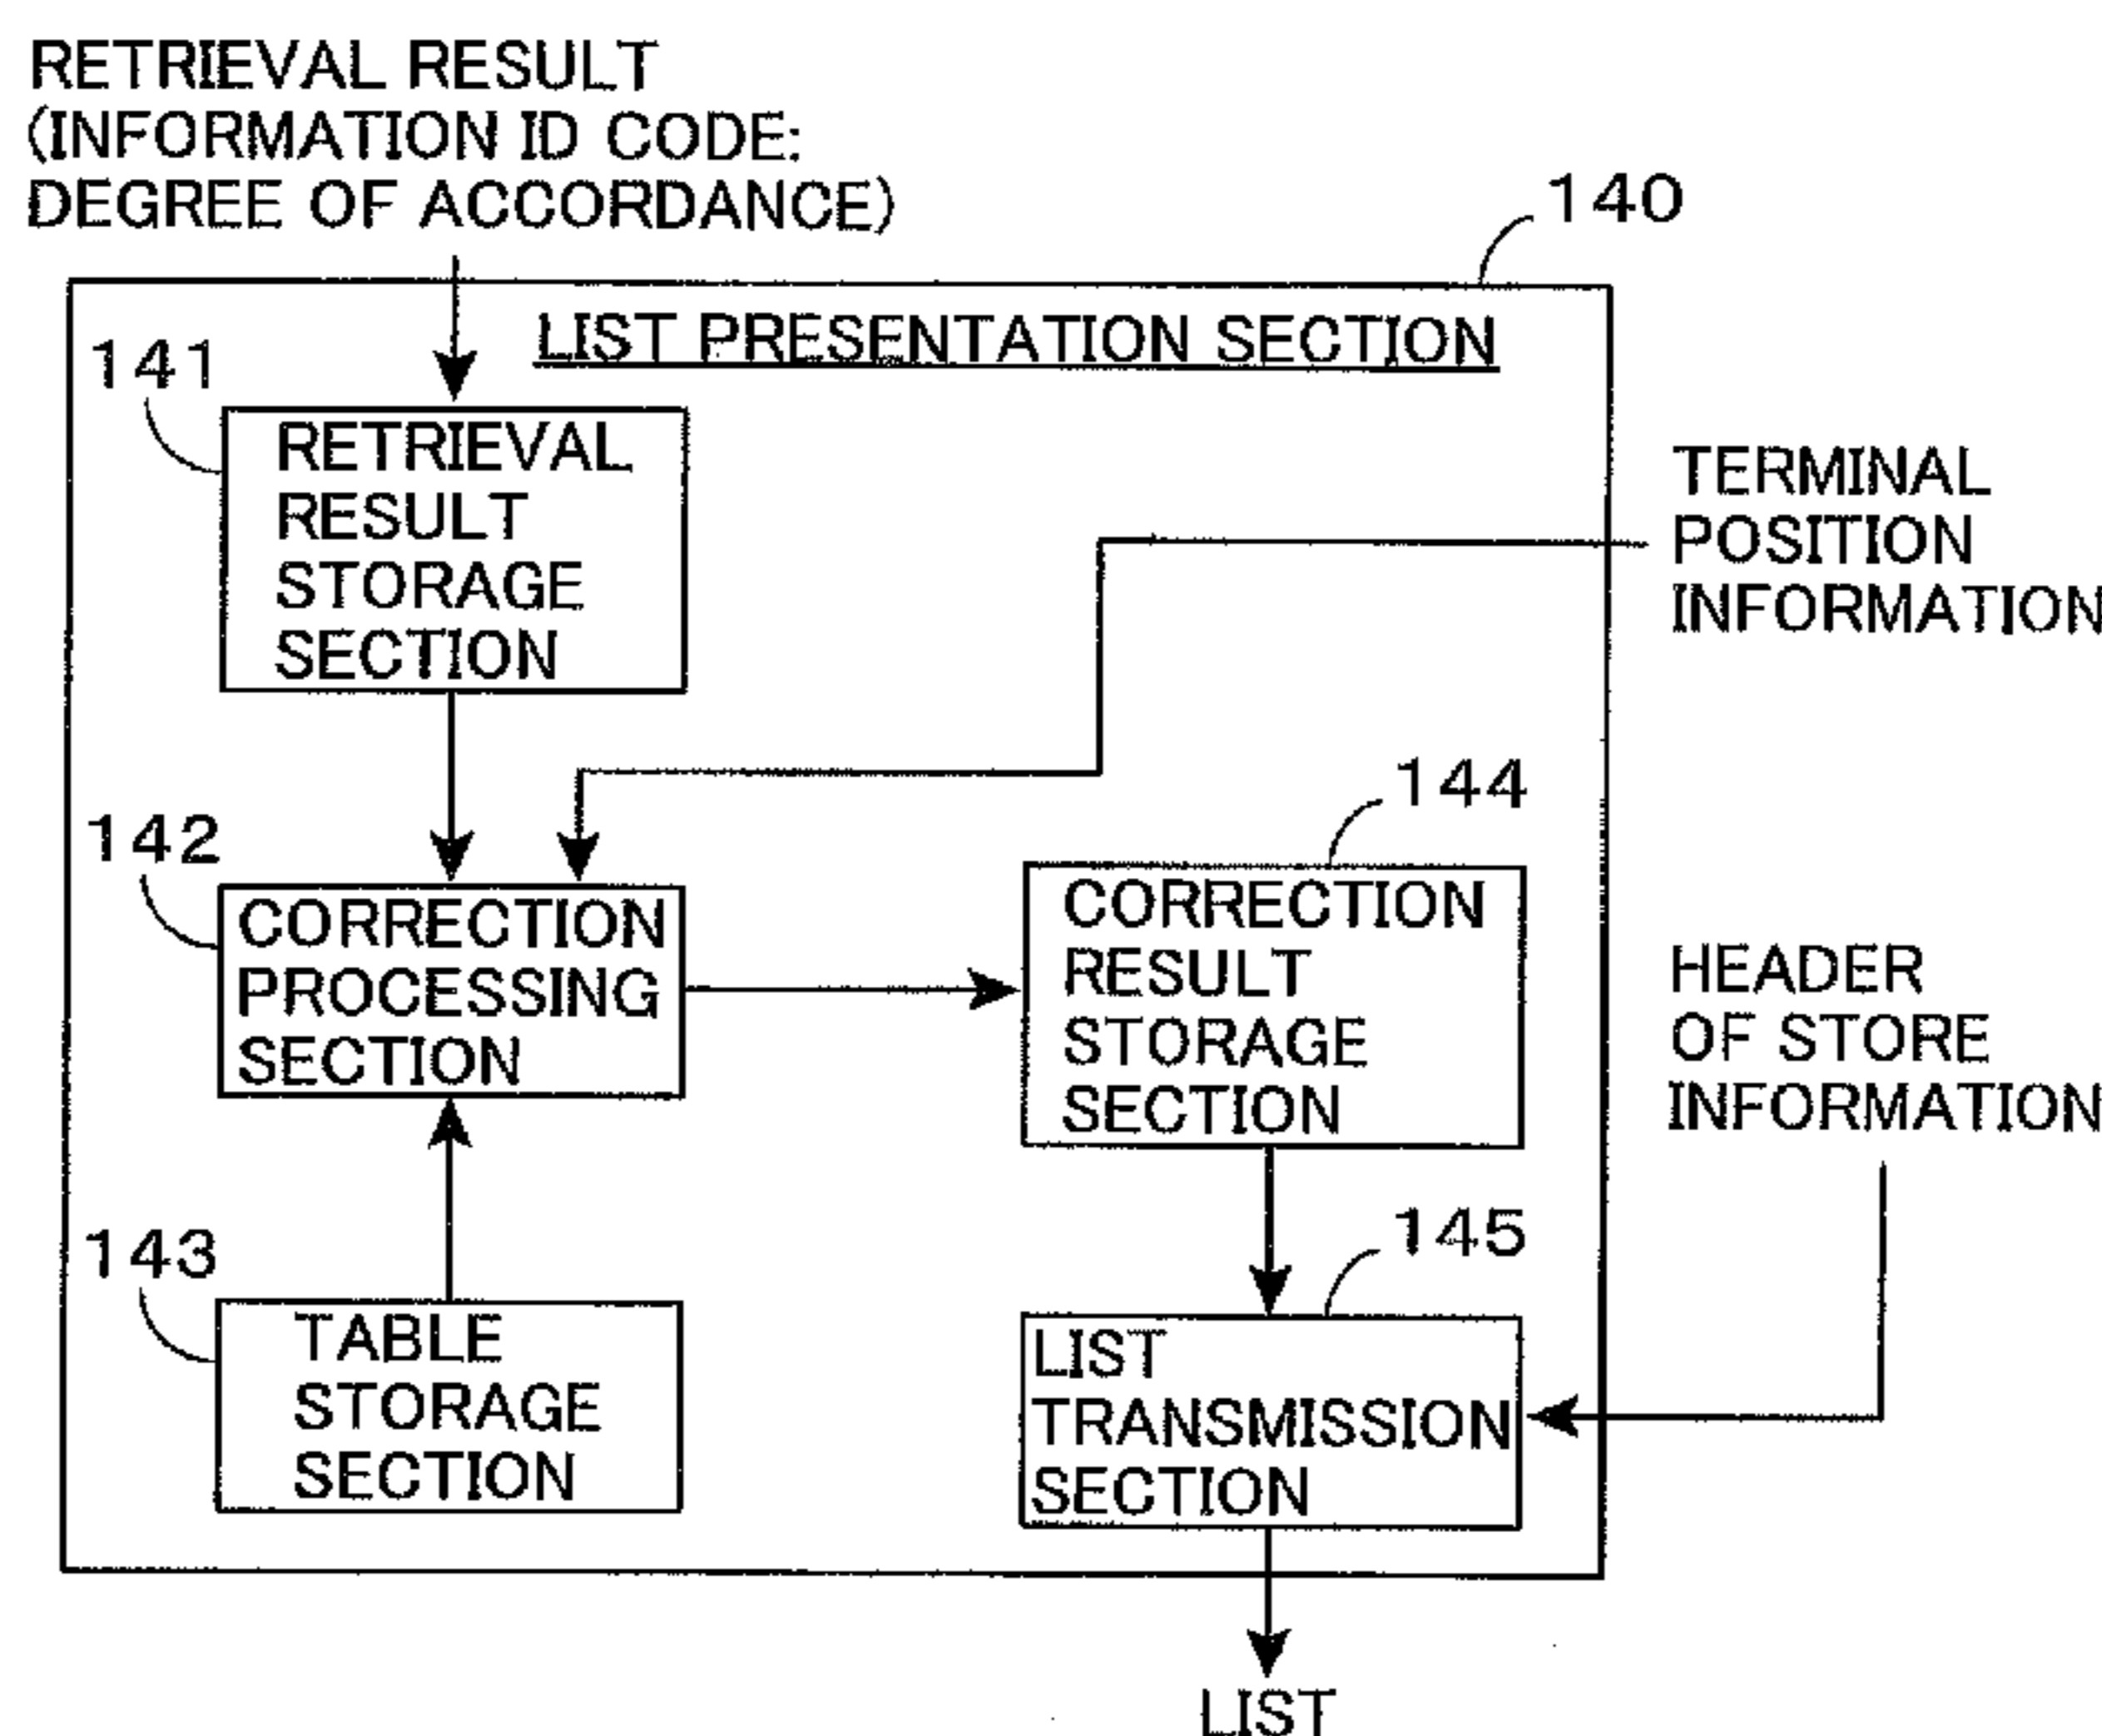 RETRIEVAL RESULT
(INFORMATION ID CODE:
DEGREE OF ACCORDANCE)
140
LIST PRESENTATION SECTION
141
RETRIEVAL
RESULT
STORAGE
SECTION
TERMINAL
POSITION
INFORMATION
142
CORRECTION
PROCESSING
SECTION
144
CORRECTION
RESULT
STORAGE
SECTION
HEADER
OF STORE
INFORMATION
143
TABLE
STORAGE
SECTION
145
LIST
TRANSMISSION
SECTION
LIST